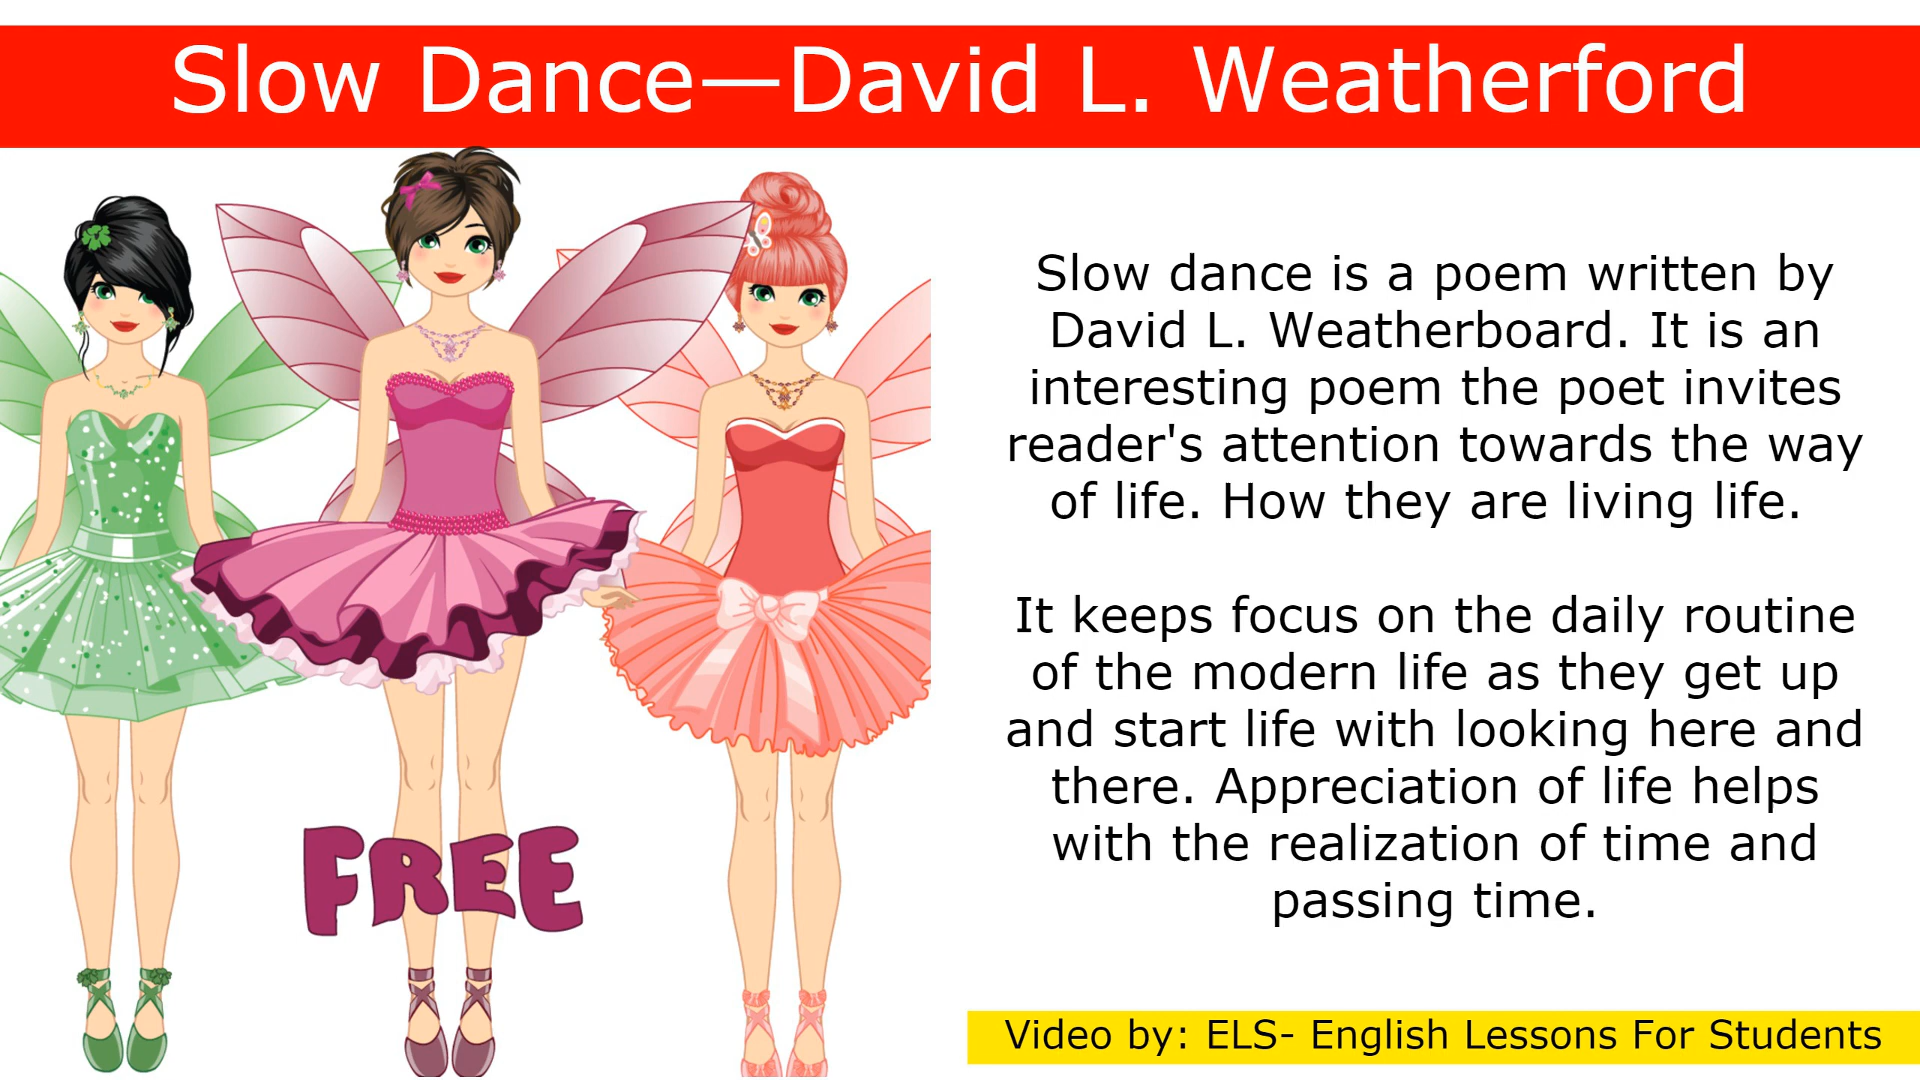 Slow Dance—David L. Weatherford
Slow dance is a poem written by
David L. Weatherboard. It is an
interesting poem the poet invites
reader's attention towards the way
of life. How they are living life.
It keeps focus on the daily routine
of the modern life as they get up
and start life with looking here and
there. Appreciation of life helps
with the realization of time and
passing time.
FREE
Video by: ELS- English Lessons For Students